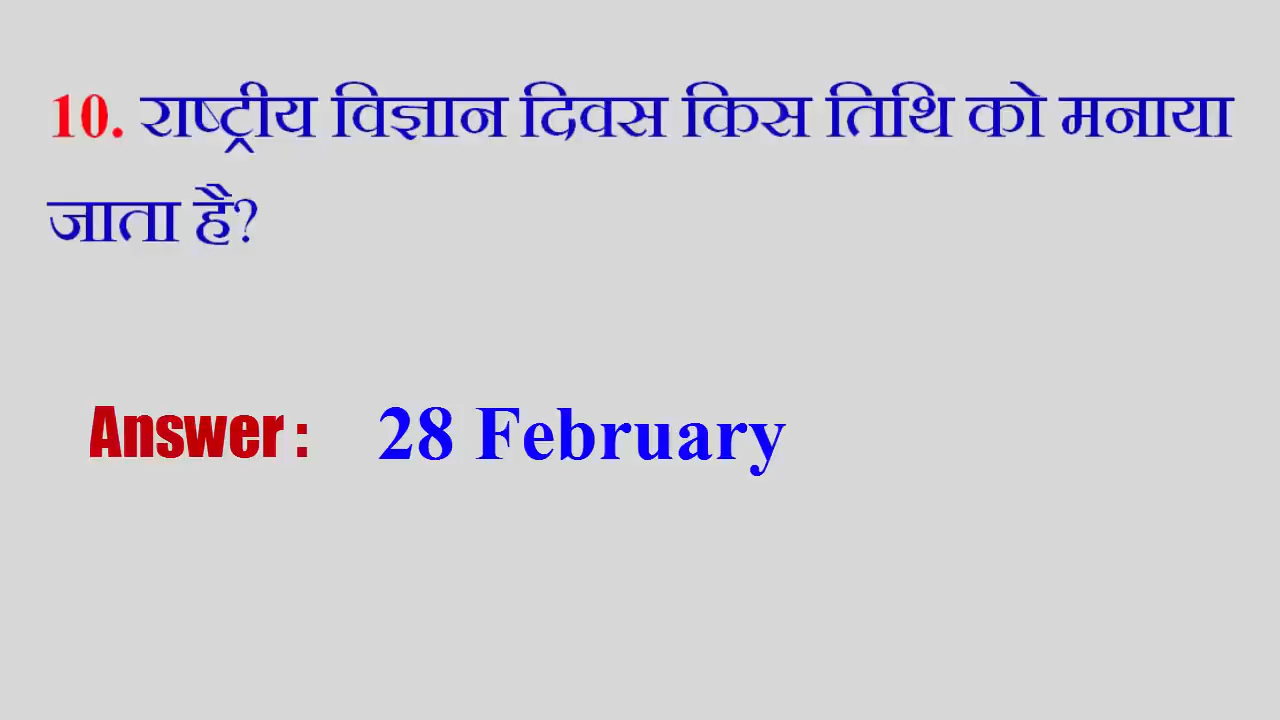 10. राष्ट्रीय विज्ञान दिवस किस तिथि को मनाया
जाता है?
Answer : 28 February